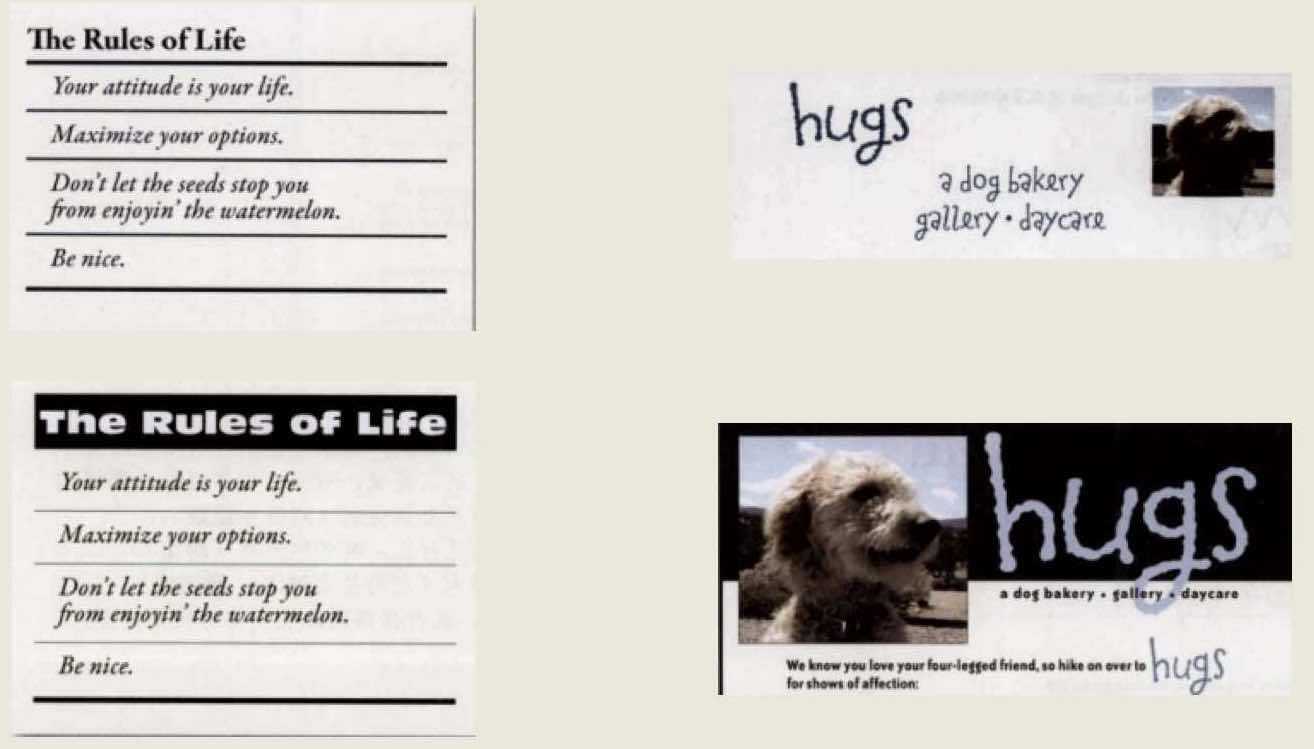 The Rules of Life
Your attitude is your life.
Maximize your options.
Don't let the seeds stop you
from enjoyin' the watermelon.
Be nice.
hugs
a dog bakery
gallery • daycare
The Rules of Life
Your attitude is your life.
Maximize your options.
Don't let the seeds stop you
from enjoyin' the watermelon.
Be nice.
hugs
a dog bakery • gallery • daycare
We know you love your four-legged friend, so hike on over to hugs
for shows of affection: